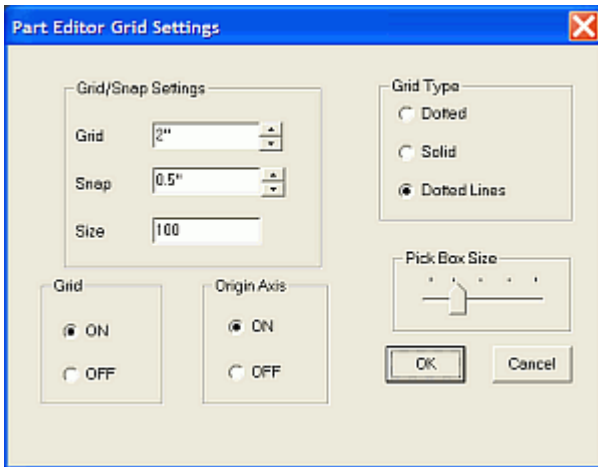 Part Editor Grid Settings
Grid/Snap Settings
Grid 2"
Snap 0.5"
Size 100
Grid Type
Dotted
Solid
Dotted Lines
Pick Box Size
Grid
ON
OFF
Origin Axis
ON
OFF
OK Cancel